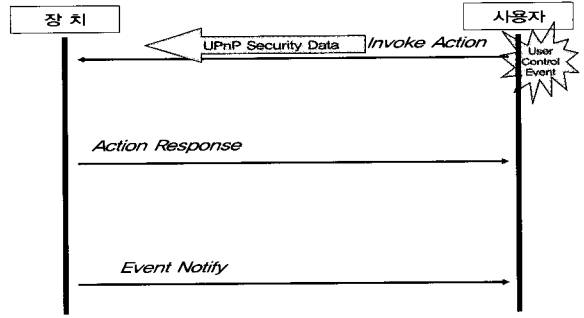 장 치
사용자
UPnP Security Data
Invoke Action
User
Control
Event
Action Response
Event Notify